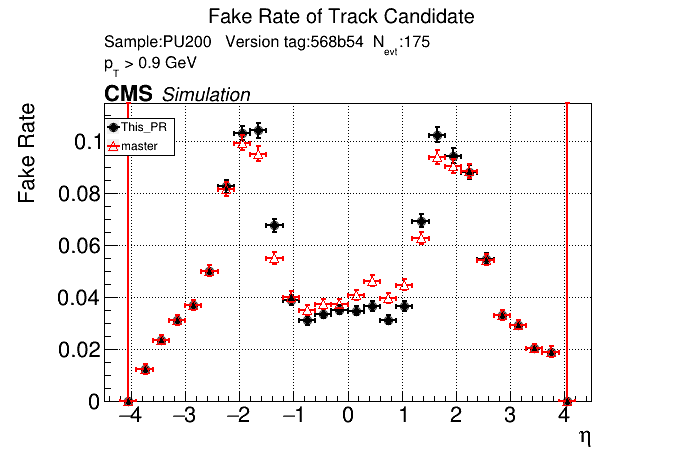 Fake Rate of Track Candidate
Sample:PU200 Version tag:568b54 Nevt:175
pT > 0.9 GeV
CMS Simulation
Fake Rate
This_PR
master
0.1
0.08
0.06
0.04
0.02
0
−4 −3 −2 −1 0 1 2 3 4
η